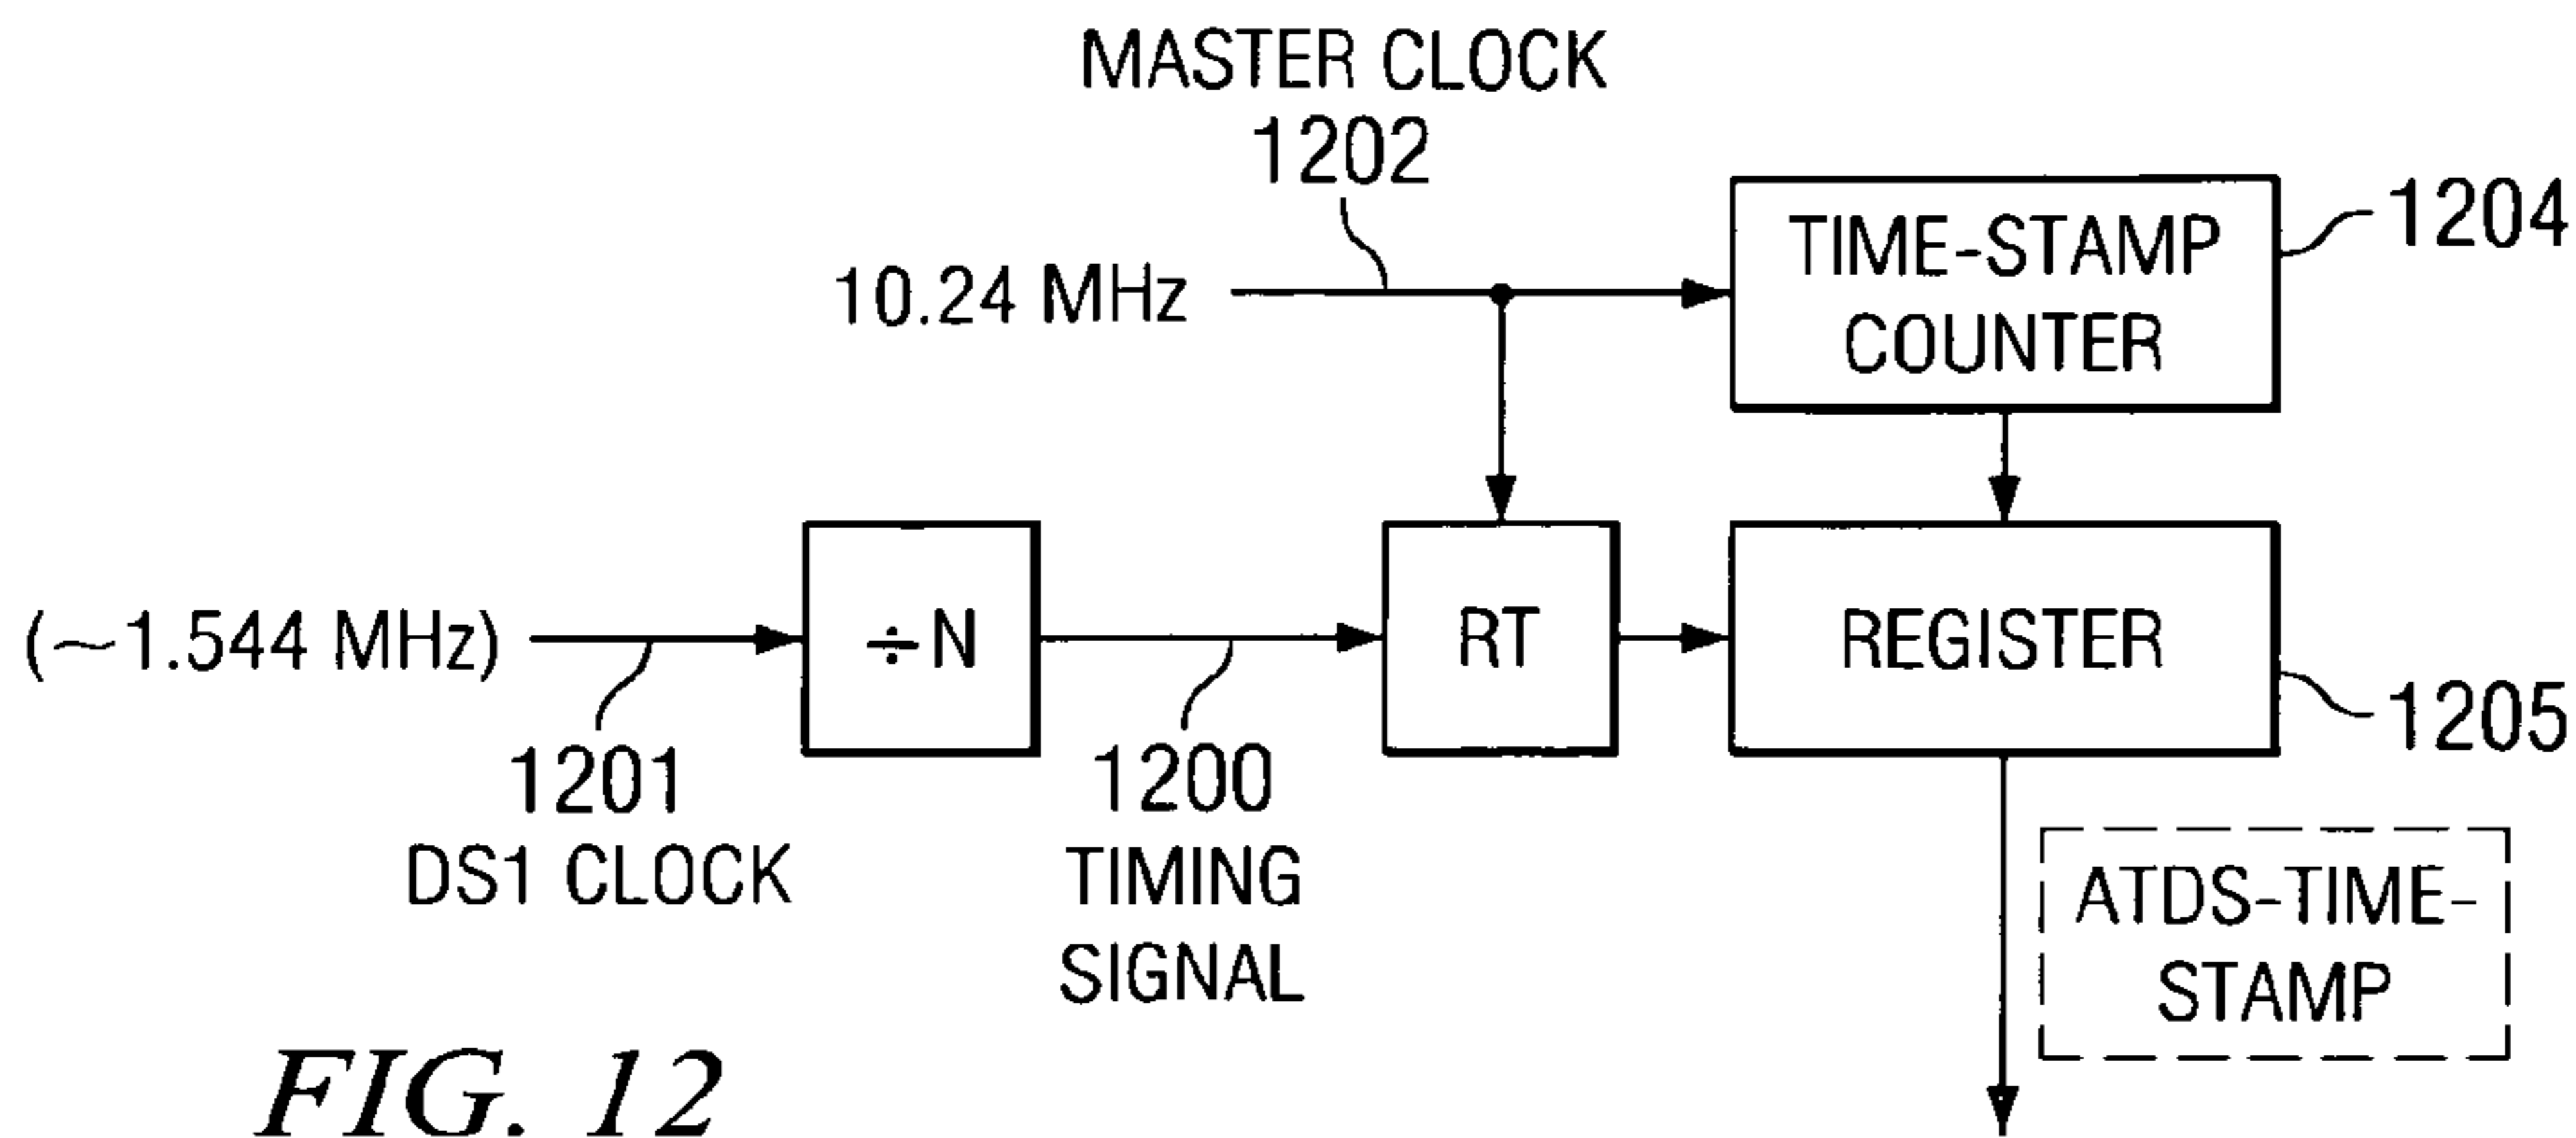 MASTER CLOCK
1202
10.24 MHz
TIME-STAMP
COUNTER
1204
(~1.544 MHz)
÷N
RT
REGISTER
1205
1201
DS1 CLOCK
1200
TIMING
SIGNAL
ATDS-TIME-
STAMP
FIG. 12